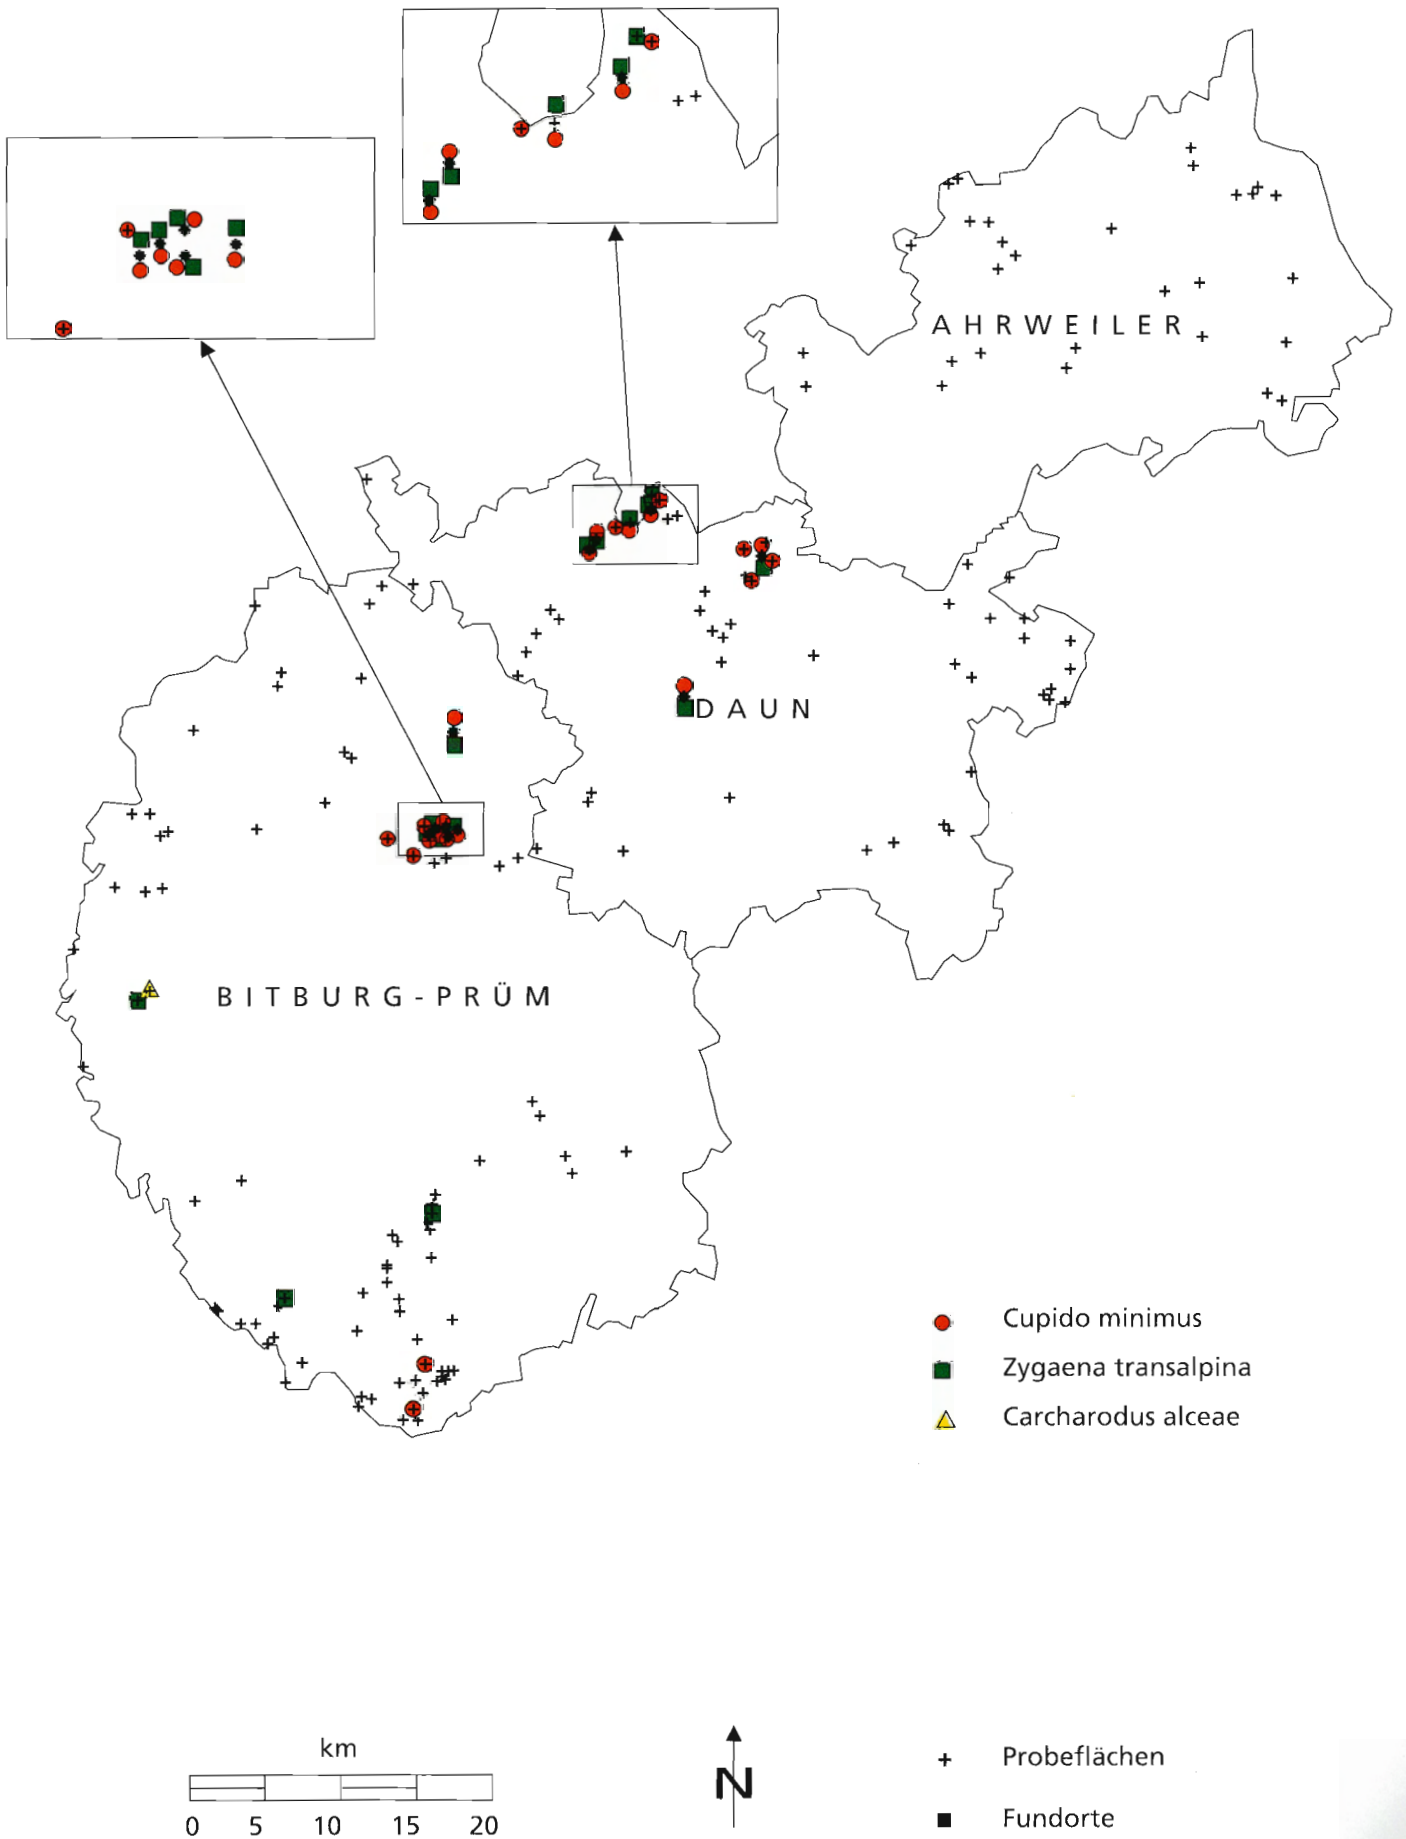 AHRWEILER
DAUN
BITBURG-PRÜM
Cupido minimus
Zygaena transalpina
Carcharodus alceae
km
0 5 10 15 20
N
Probeflächen
Fundorte